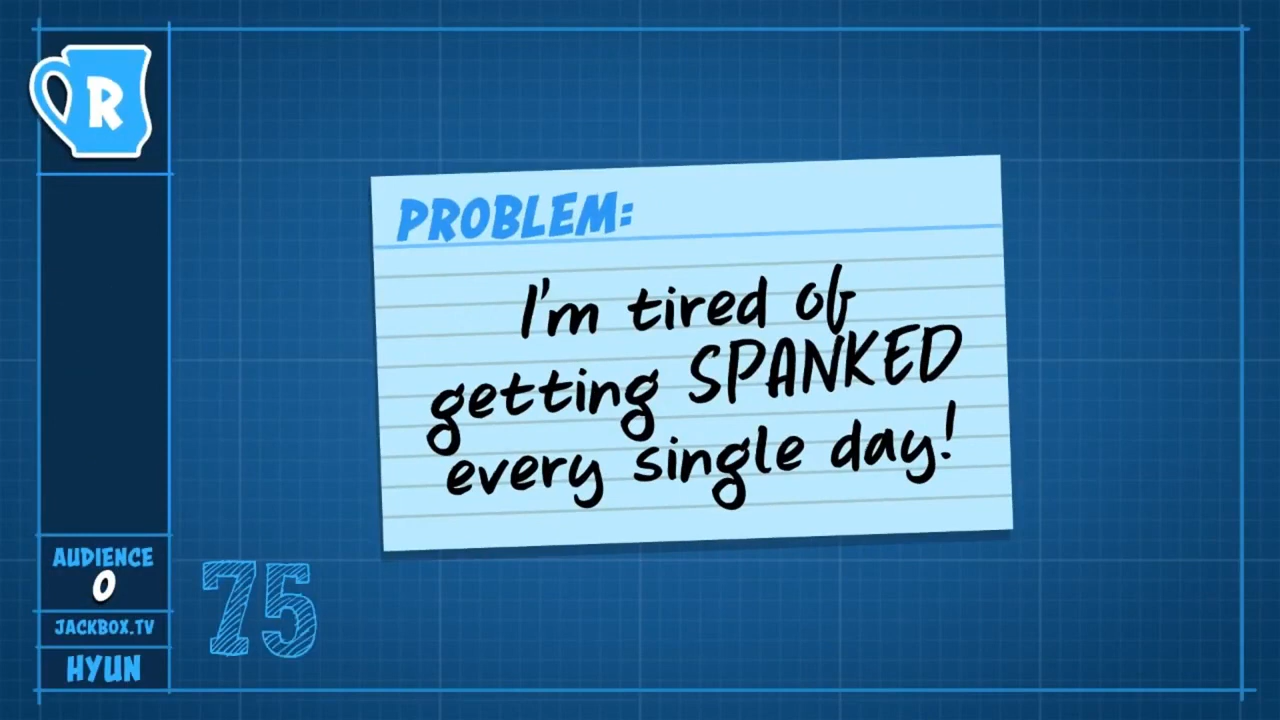 R
PROBLEM:
I'm tired of
getting SPANKED
every single day!
AUDIENCE
0
JACKBOX.TV
HYUN
75